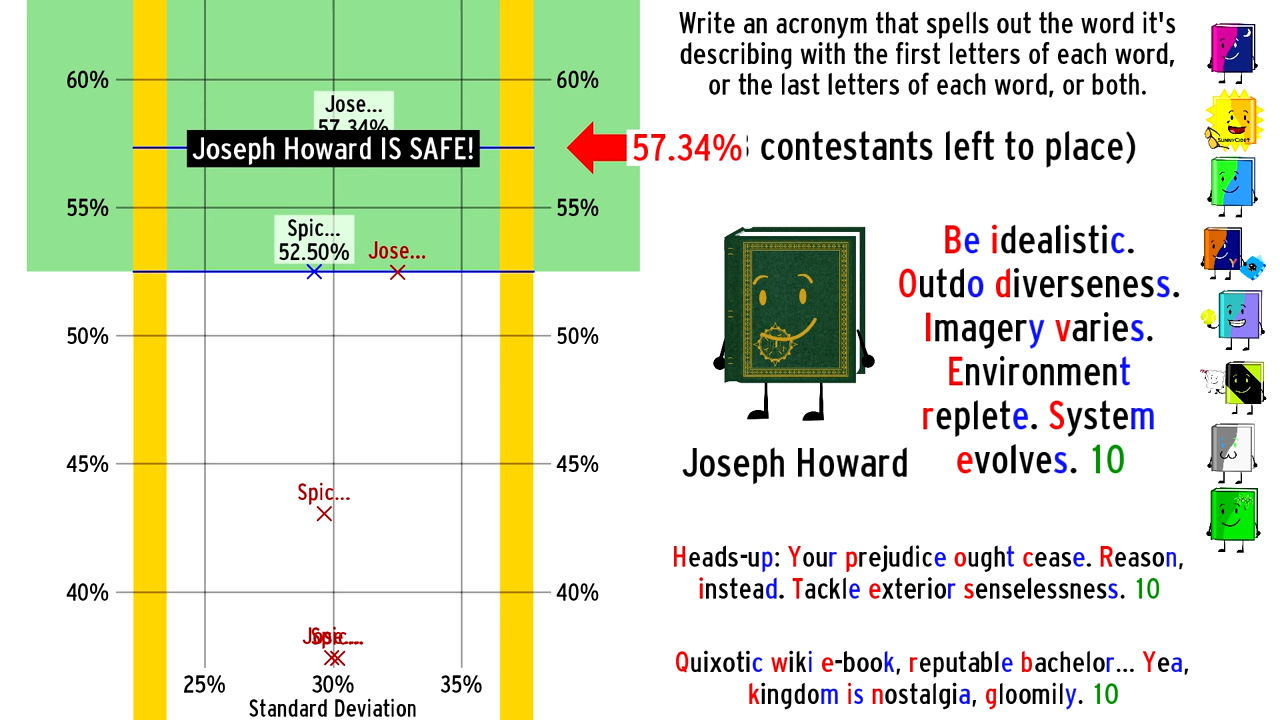 Write an acronym that spells out the word it's
describing with the first letters of each word,
or the last letters of each word, or both.
60%
60%
Jose...
57.34%
Joseph Howard IS SAFE!
57.34%
contestants left to place)
55%
55%
Spic...
52.50%
Jose...
50%
50%
45%
45%
Spic...
40%
40%
25%
30%
35%
Standard Deviation
Joseph Howard
Be idealistic.
Outdo diverseness.
Imagery varies.
Environment
replete. System
evolves. 10
Heads-up: Your prejudice ought cease. Reason,
instead. Tackle exterior senselessness. 10
Quixotic wiki e-book, reputable bachelor... Yea,
kingdom is nostalgia, gloomily. 10